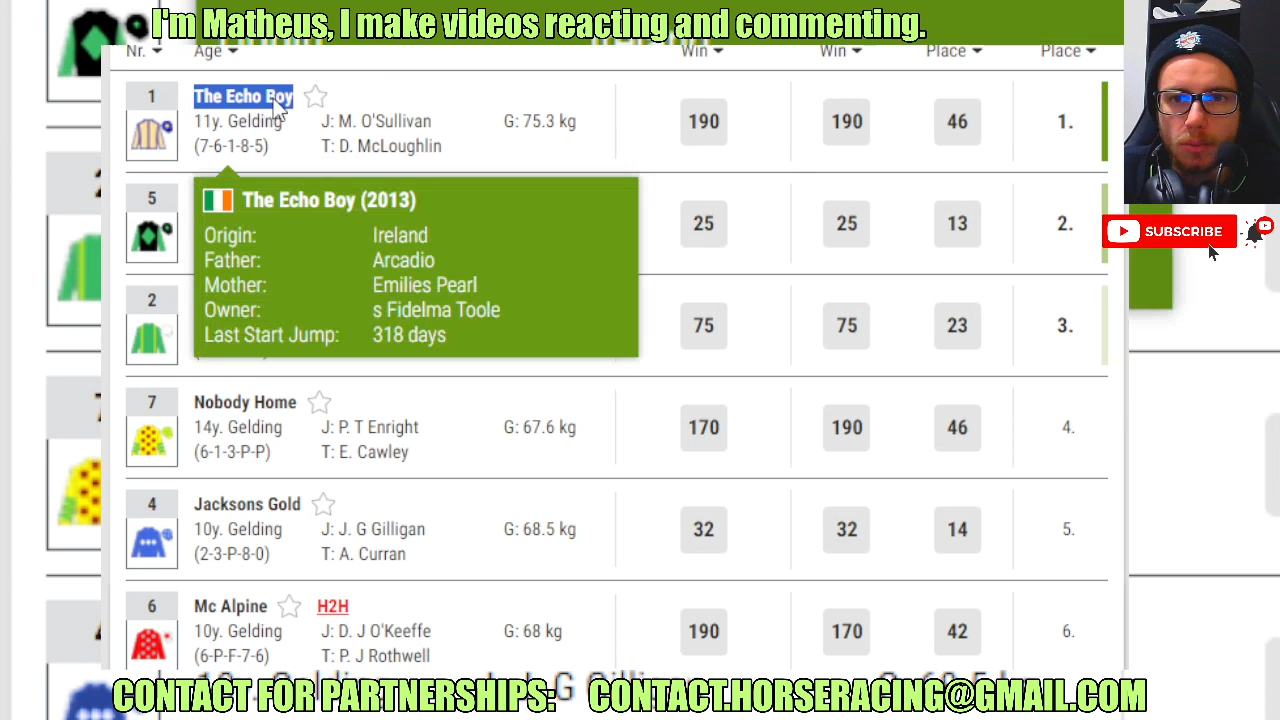 I'm Matheus, I make videos reacting and commenting.
Nr. Age Win Win Place Place
1 The Echo Boy 190 190 46 1.
11y. Gelding J: M. O'Sullivan G: 75.3 kg
(7-6-1-8-5) T: D. McLoughlin
The Echo Boy (2013)
5 25 25 13 2.
Origin: Ireland
Father: Arcadio
Mother: Emilies Pearl
Owner: s Fidelma Toole
Last Start Jump: 318 days
2 75 75 23 3.
SUBSCRIBE
7 Nobody Home 170 190 46 4.
14y. Gelding J: P. T Enright G: 67.6 kg
(6-1-3-P-P) T: E. Cawley
4 Jacksons Gold 32 32 14 5.
10y. Gelding J: J. G Gilligan G: 68.5 kg
(2-3-P-8-0) T: A. Curran
6 Mc Alpine H2H 190 170 42 6.
10y. Gelding J: D. J O'Keeffe G: 68 kg
(6-P-F-7-6) T: P. J Rothwell
CONTACT FOR PARTNERSHIPS: CONTACT.HORSERACING@GMAIL.COM